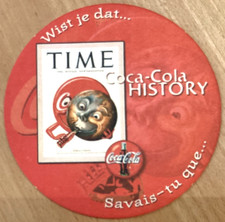 Wist je dat...
TIME
Coca-Cola
HISTORY
Coca-Cola
Savais-tu que...